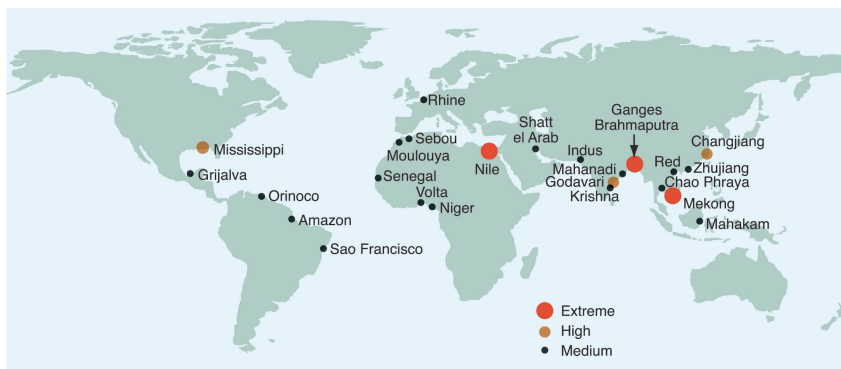 Rhine
Ganges
Brahmaputra
Shatt
el Arab
Changjiang
Mississippi
Sebou
Moulouya
Indus
Nile
Mahanadi
Red
Zhujiang
Grijalva
Senegal
Godavari
Chao Phraya
Orinoco
Volta
Krishna
Mekong
Niger
Amazon
Mahakam
Sao Francisco
Extreme
High
Medium